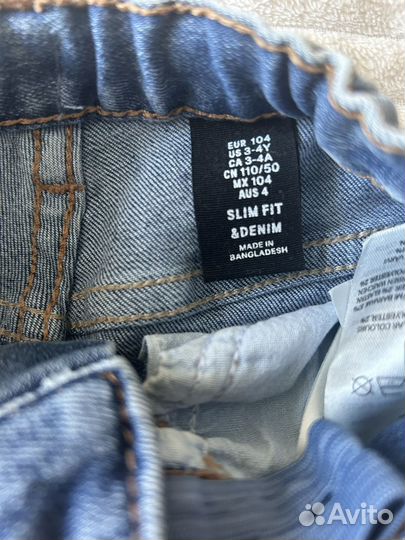 EUR 104
US 3-4Y
CA 3-4A
CN 110/50
MX 104
AUS 4
SLIM FIT
&DENIM
MADE IN
BANGLADESH
COLOURS
Avito